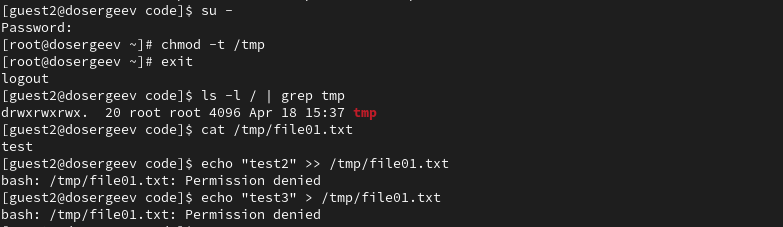 [guest2@dosergeev code]$ su -
Password:
[root@dosergeev ~]# chmod -t /tmp
[root@dosergeev ~]# exit
logout
[guest2@dosergeev code]$ ls -l / | grep tmp
drwxrwxrwx.  20 root root 4096 Apr 18 15:37 tmp
[guest2@dosergeev code]$ cat /tmp/file01.txt
test
[guest2@dosergeev code]$ echo "test2" >> /tmp/file01.txt
bash: /tmp/file01.txt: Permission denied
[guest2@dosergeev code]$ echo "test3" > /tmp/file01.txt
bash: /tmp/file01.txt: Permission denied